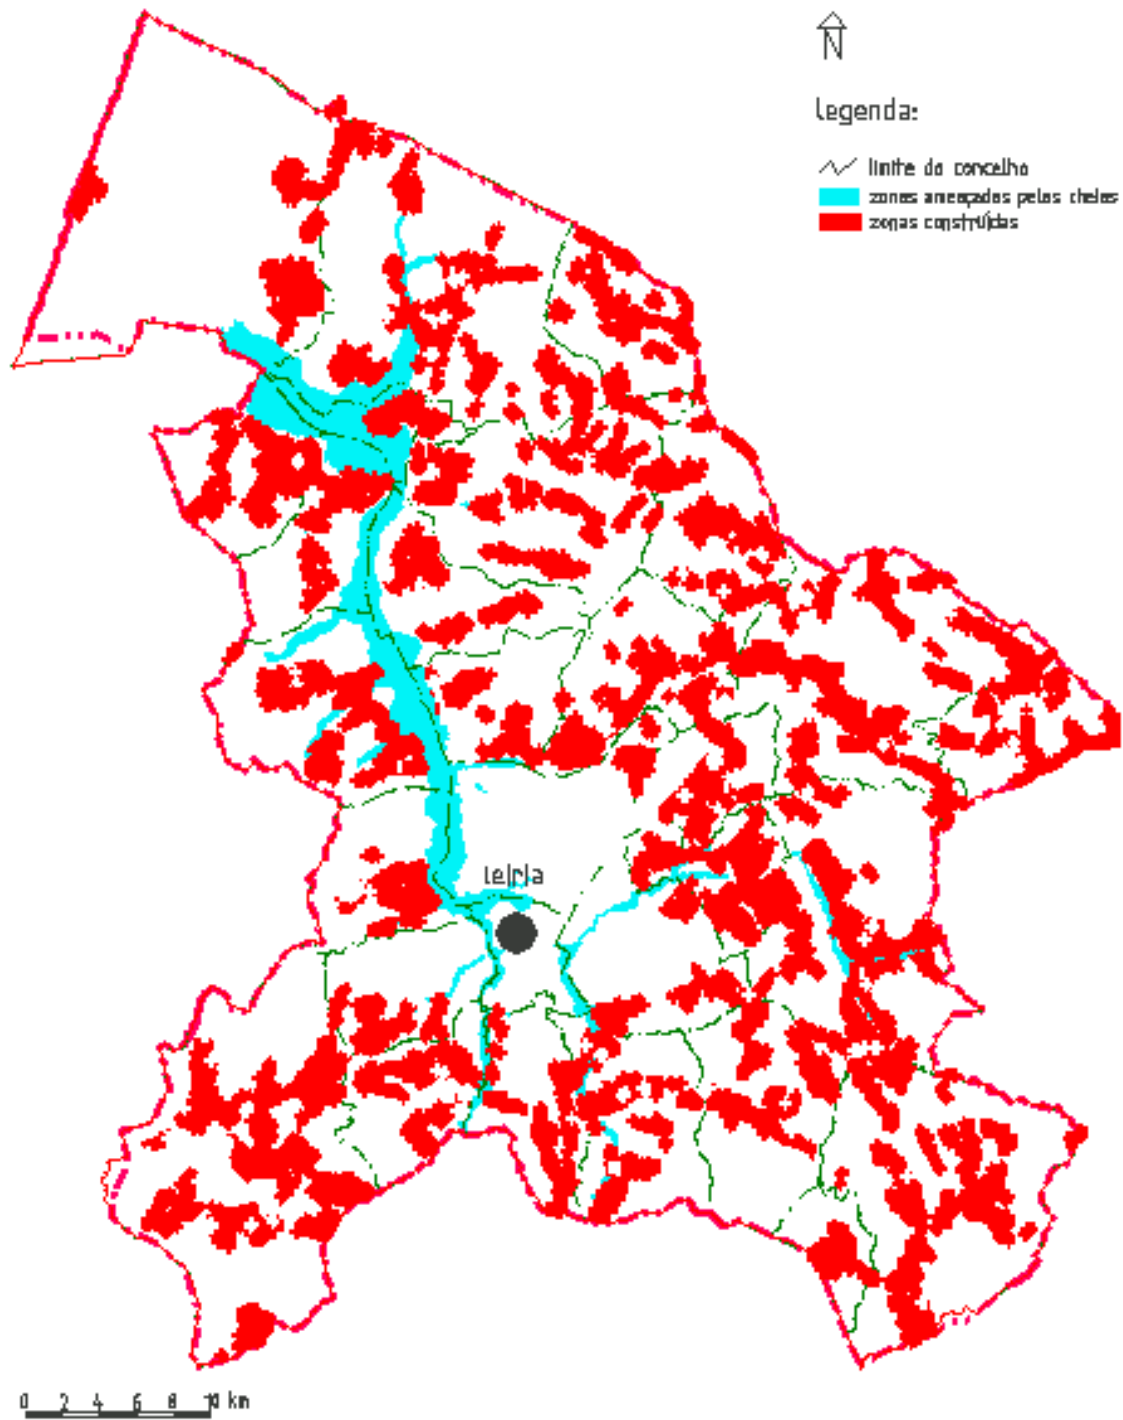 N
legenda:
limite do concelho
zonas ameaçadas pelas cheias
zonas construídas
leiria
0 2 4 6 8 10 km